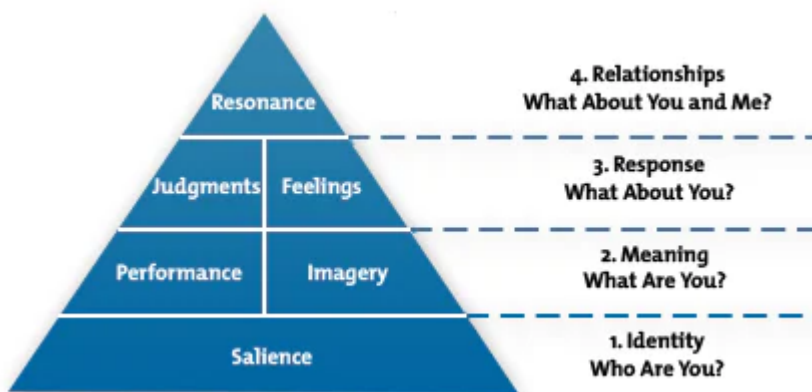 Resonance
4. Relationships
What About You and Me?
Judgments
Feelings
3. Response
What About You?
Performance
Imagery
2. Meaning
What Are You?
Salience
1. Identity
Who Are You?